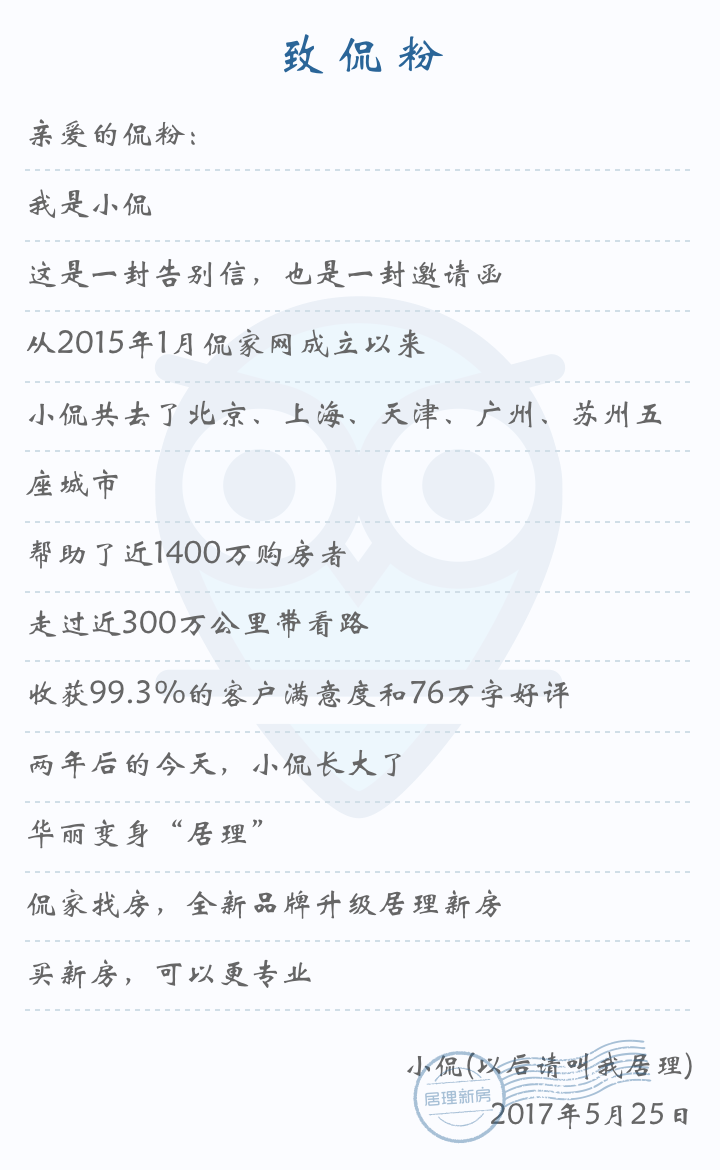 致侃粉
亲爱的侃粉：
我是小侃
这是一封告别信，也是一封邀请函
从2015年1月侃家网成立以来
小侃共去了北京、上海、天津、广州、苏州五
座城市
帮助了近1400万购房者
走过近300万公里带看路
收获99.3%的客户满意度和76万字好评
两年后的今天，小侃长大了
华丽变身“居理”
侃家找房，全新品牌升级居理新房
买新房，可以更专业
小侃(以后请叫我居理)
居理新房
2017年5月25日